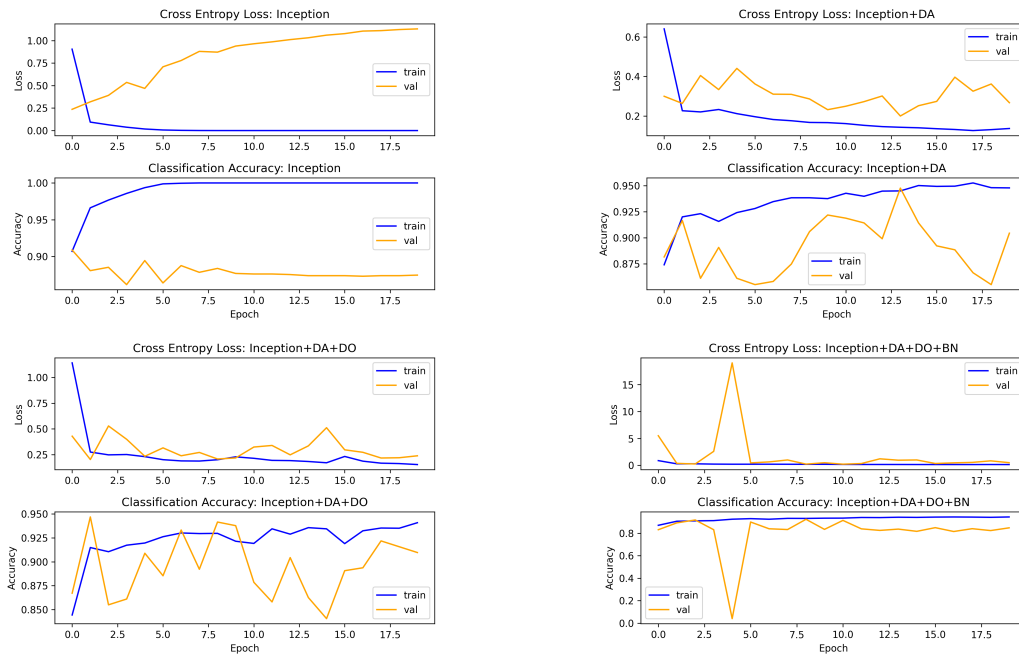 Cross Entropy Loss: Inception
1.00
0.75
0.50
0.25
0.00
Loss
train
val
0.0 2.5 5.0 7.5 10.0 12.5 15.0 17.5
Classification Accuracy: Inception
1.00
0.95
0.90
Accuracy
train
val
0.0 2.5 5.0 7.5 10.0 12.5 15.0 17.5
Epoch
Cross Entropy Loss: Inception+DA
0.6
0.4
0.2
Loss
train
val
0.0 2.5 5.0 7.5 10.0 12.5 15.0 17.5
Classification Accuracy: Inception+DA
0.950
0.925
0.900
0.875
Accuracy
train
val
0.0 2.5 5.0 7.5 10.0 12.5 15.0 17.5
Epoch
Cross Entropy Loss: Inception+DA+DO
1.00
0.75
0.50
0.25
Loss
train
val
0.0 2.5 5.0 7.5 10.0 12.5 15.0 17.5
Classification Accuracy: Inception+DA+DO
0.950
0.925
0.900
0.875
0.850
Accuracy
train
val
0.0 2.5 5.0 7.5 10.0 12.5 15.0 17.5
Epoch
Cross Entropy Loss: Inception+DA+DO+BN
15
10
5
0
Loss
train
val
0.0 2.5 5.0 7.5 10.0 12.5 15.0 17.5
Classification Accuracy: Inception+DA+DO+BN
0.8
0.6
0.4
0.2
0.0
Accuracy
train
val
0.0 2.5 5.0 7.5 10.0 12.5 15.0 17.5
Epoch